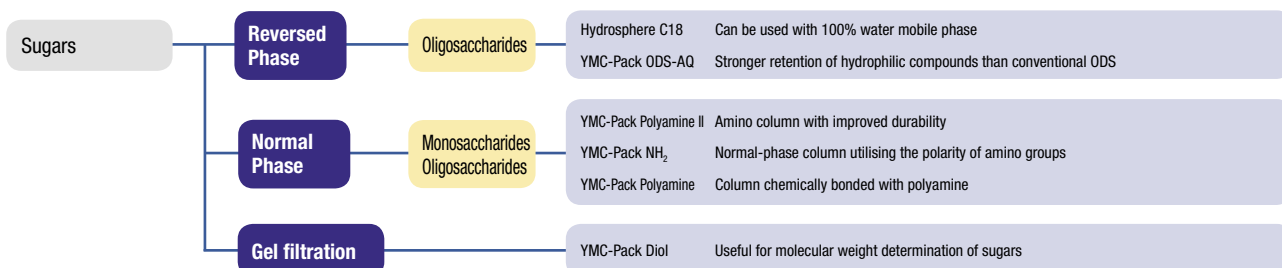 Sugars
Reversed
Phase
Oligosaccharides
Hydrosphere C18 Can be used with 100% water mobile phase
YMC-Pack ODS-AQ Stronger retention of hydrophilic compounds than conventional ODS
Normal
Phase
Monosaccharides
Oligosaccharides
YMC-Pack Polyamine II Amino column with improved durability
YMC-Pack NH₂ Normal-phase column utilising the polarity of amino groups
YMC-Pack Polyamine Column chemically bonded with polyamine
Gel filtration
YMC-Pack Diol Useful for molecular weight determination of sugars